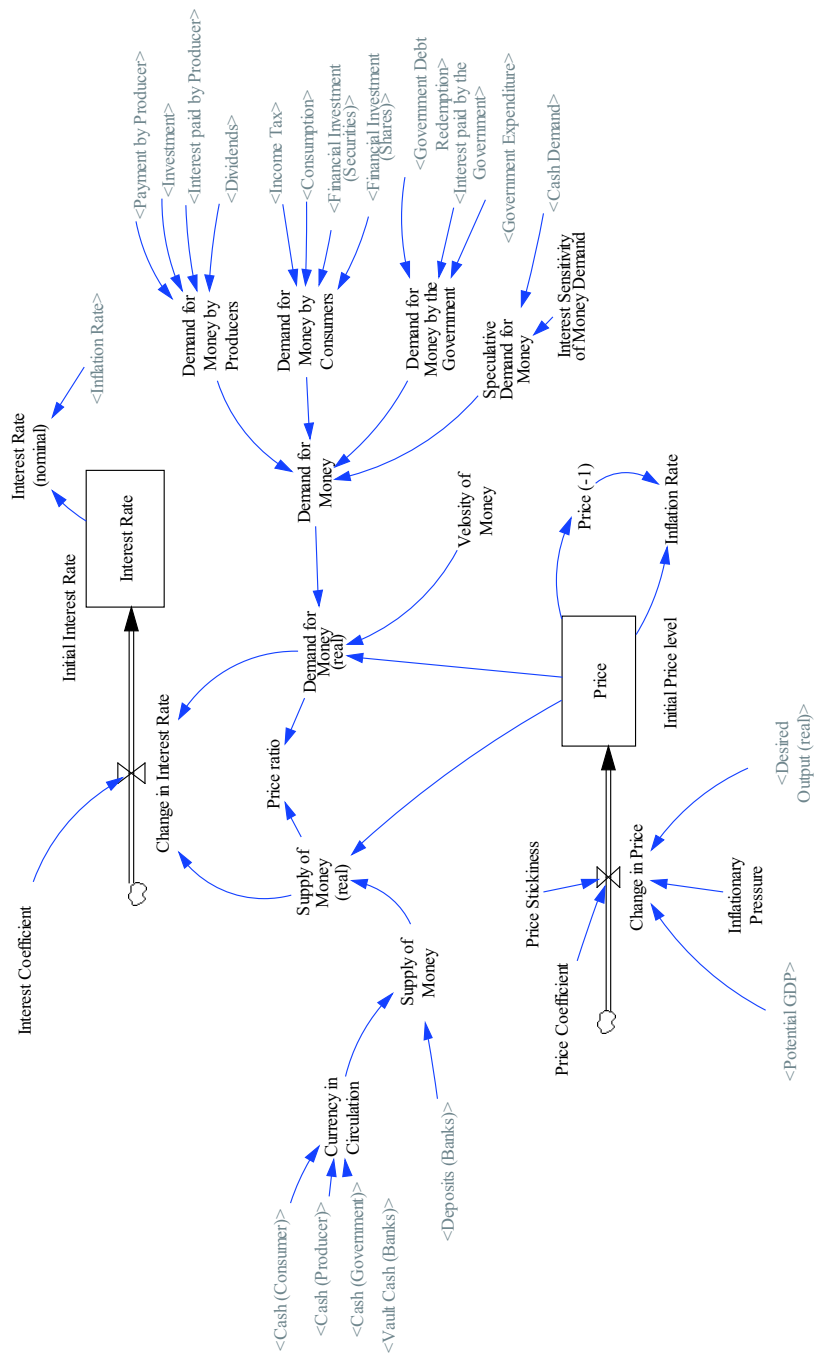 Interest Coefficient
Initial Interest Rate
Interest Rate
(nominal)
<Inflation Rate>
Interest Rate
Change in Interest Rate
<Payment by Producer>
<Investment>
<Interest paid by Producer>
<Dividends>
Demand for
Money by
Producers
<Income Tax>
<Consumption>
<Financial Investment
(Securities)>
<Financial Investment
(Shares)>
Demand for
Money by
Consumers
<Government Debt
Redemption>
<Interest paid by the
Government>
<Government Expenditure>
Demand for
Money by the
Government
<Cash Demand>
Speculative
Demand for
Money
Interest Sensitivity
of Money Demand
Demand for
Money
Velosity of
Money
Demand for
Money
(real)
Price ratio
Supply of
Money
(real)
Supply of
Money
Currency in
Circulation
<Cash (Consumer)>
<Cash (Producer)>
<Cash (Government)>
<Vault Cash (Banks)>
<Deposits (Banks)>
Price Stickiness
Price Coefficient
Price
Price (-1)
Inflation Rate
Initial Price level
Change in Price
Inflationary
Pressure
<Potential GDP>
<Desired
Output (real)>